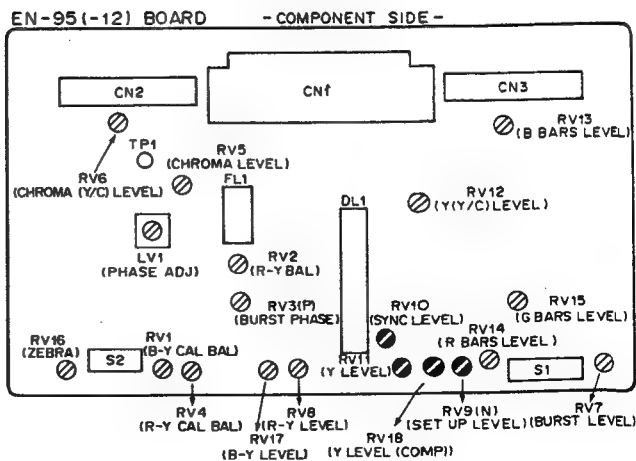 EN-95(-12) BOARD
-COMPONENT SIDE-
CN2
CN1
CN3
RV13
(B BARS LEVEL)
TP1
RV6
(CHROMA (Y/C) LEVEL)
RV5
(CHROMA LEVEL)
FL1
DL1
RV12
(Y(Y/C) LEVEL)
LV1
(PHASE ADJ)
RV2
(R-Y BAL)
RV3(P)
(BURST PHASE)
RV10
(SYNC LEVEL)
RV15
(G BARS LEVEL)
RV16
(ZEBRA)
S2
RV1
(B-Y CAL BAL)
RV11
(Y LEVEL)
RV14
(R BARS LEVEL)
S1
RV4
(R-Y CAL BAL)
RV17
(B-Y LEVEL)
RV8
(R-Y LEVEL)
RV18
(Y LEVEL (COMP))
RV9(N)
(SET UP LEVEL)
RV7
(BURST LEVEL)